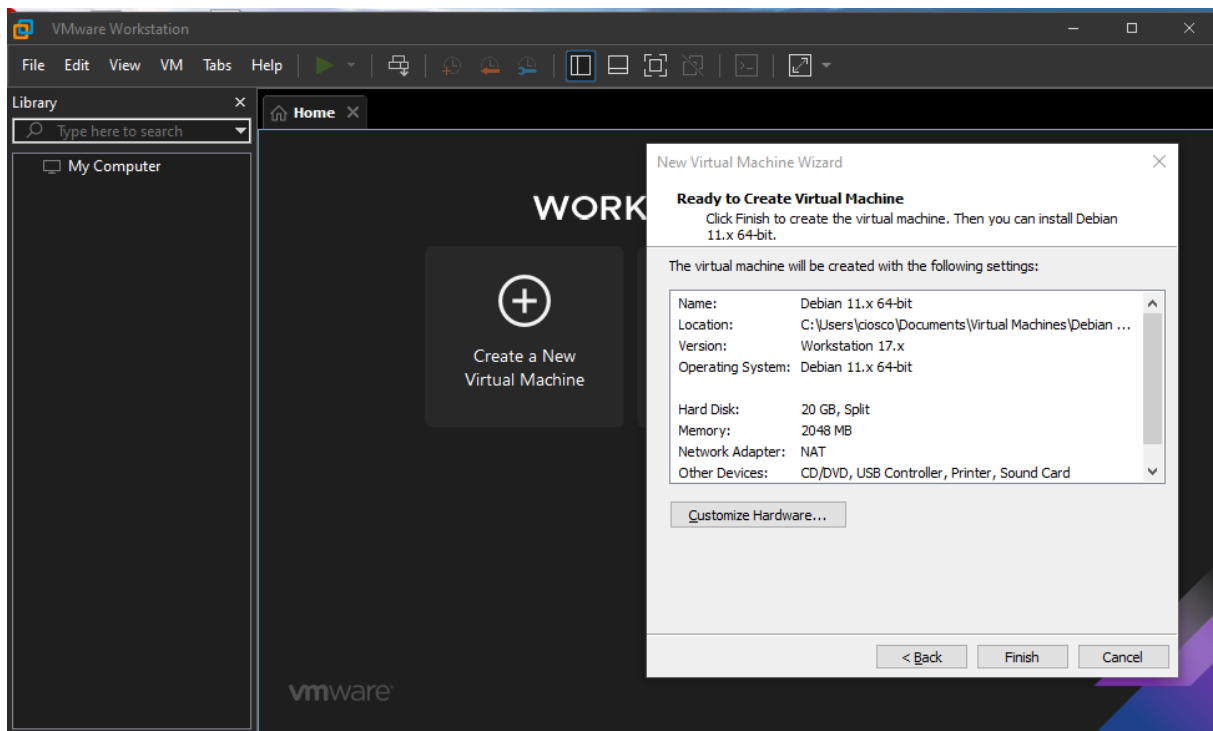 VMware Workstation
File Edit View VM Tabs Help
Library
Home
Type here to search
My Computer
WORK
Create a New
Virtual Machine
vmware
New Virtual Machine Wizard
Ready to Create Virtual Machine
Click Finish to create the virtual machine. Then you can install Debian
11.x 64-bit.
The virtual machine will be created with the following settings:
Name: Debian 11.x 64-bit
Location: C:\Users\ciosco\Documents\Virtual Machines\Debian ...
Version: Workstation 17.x
Operating System: Debian 11.x 64-bit
Hard Disk: 20 GB, Split
Memory: 2048 MB
Network Adapter: NAT
Other Devices: CD/DVD, USB Controller, Printer, Sound Card
Customize Hardware...
< Back Finish Cancel